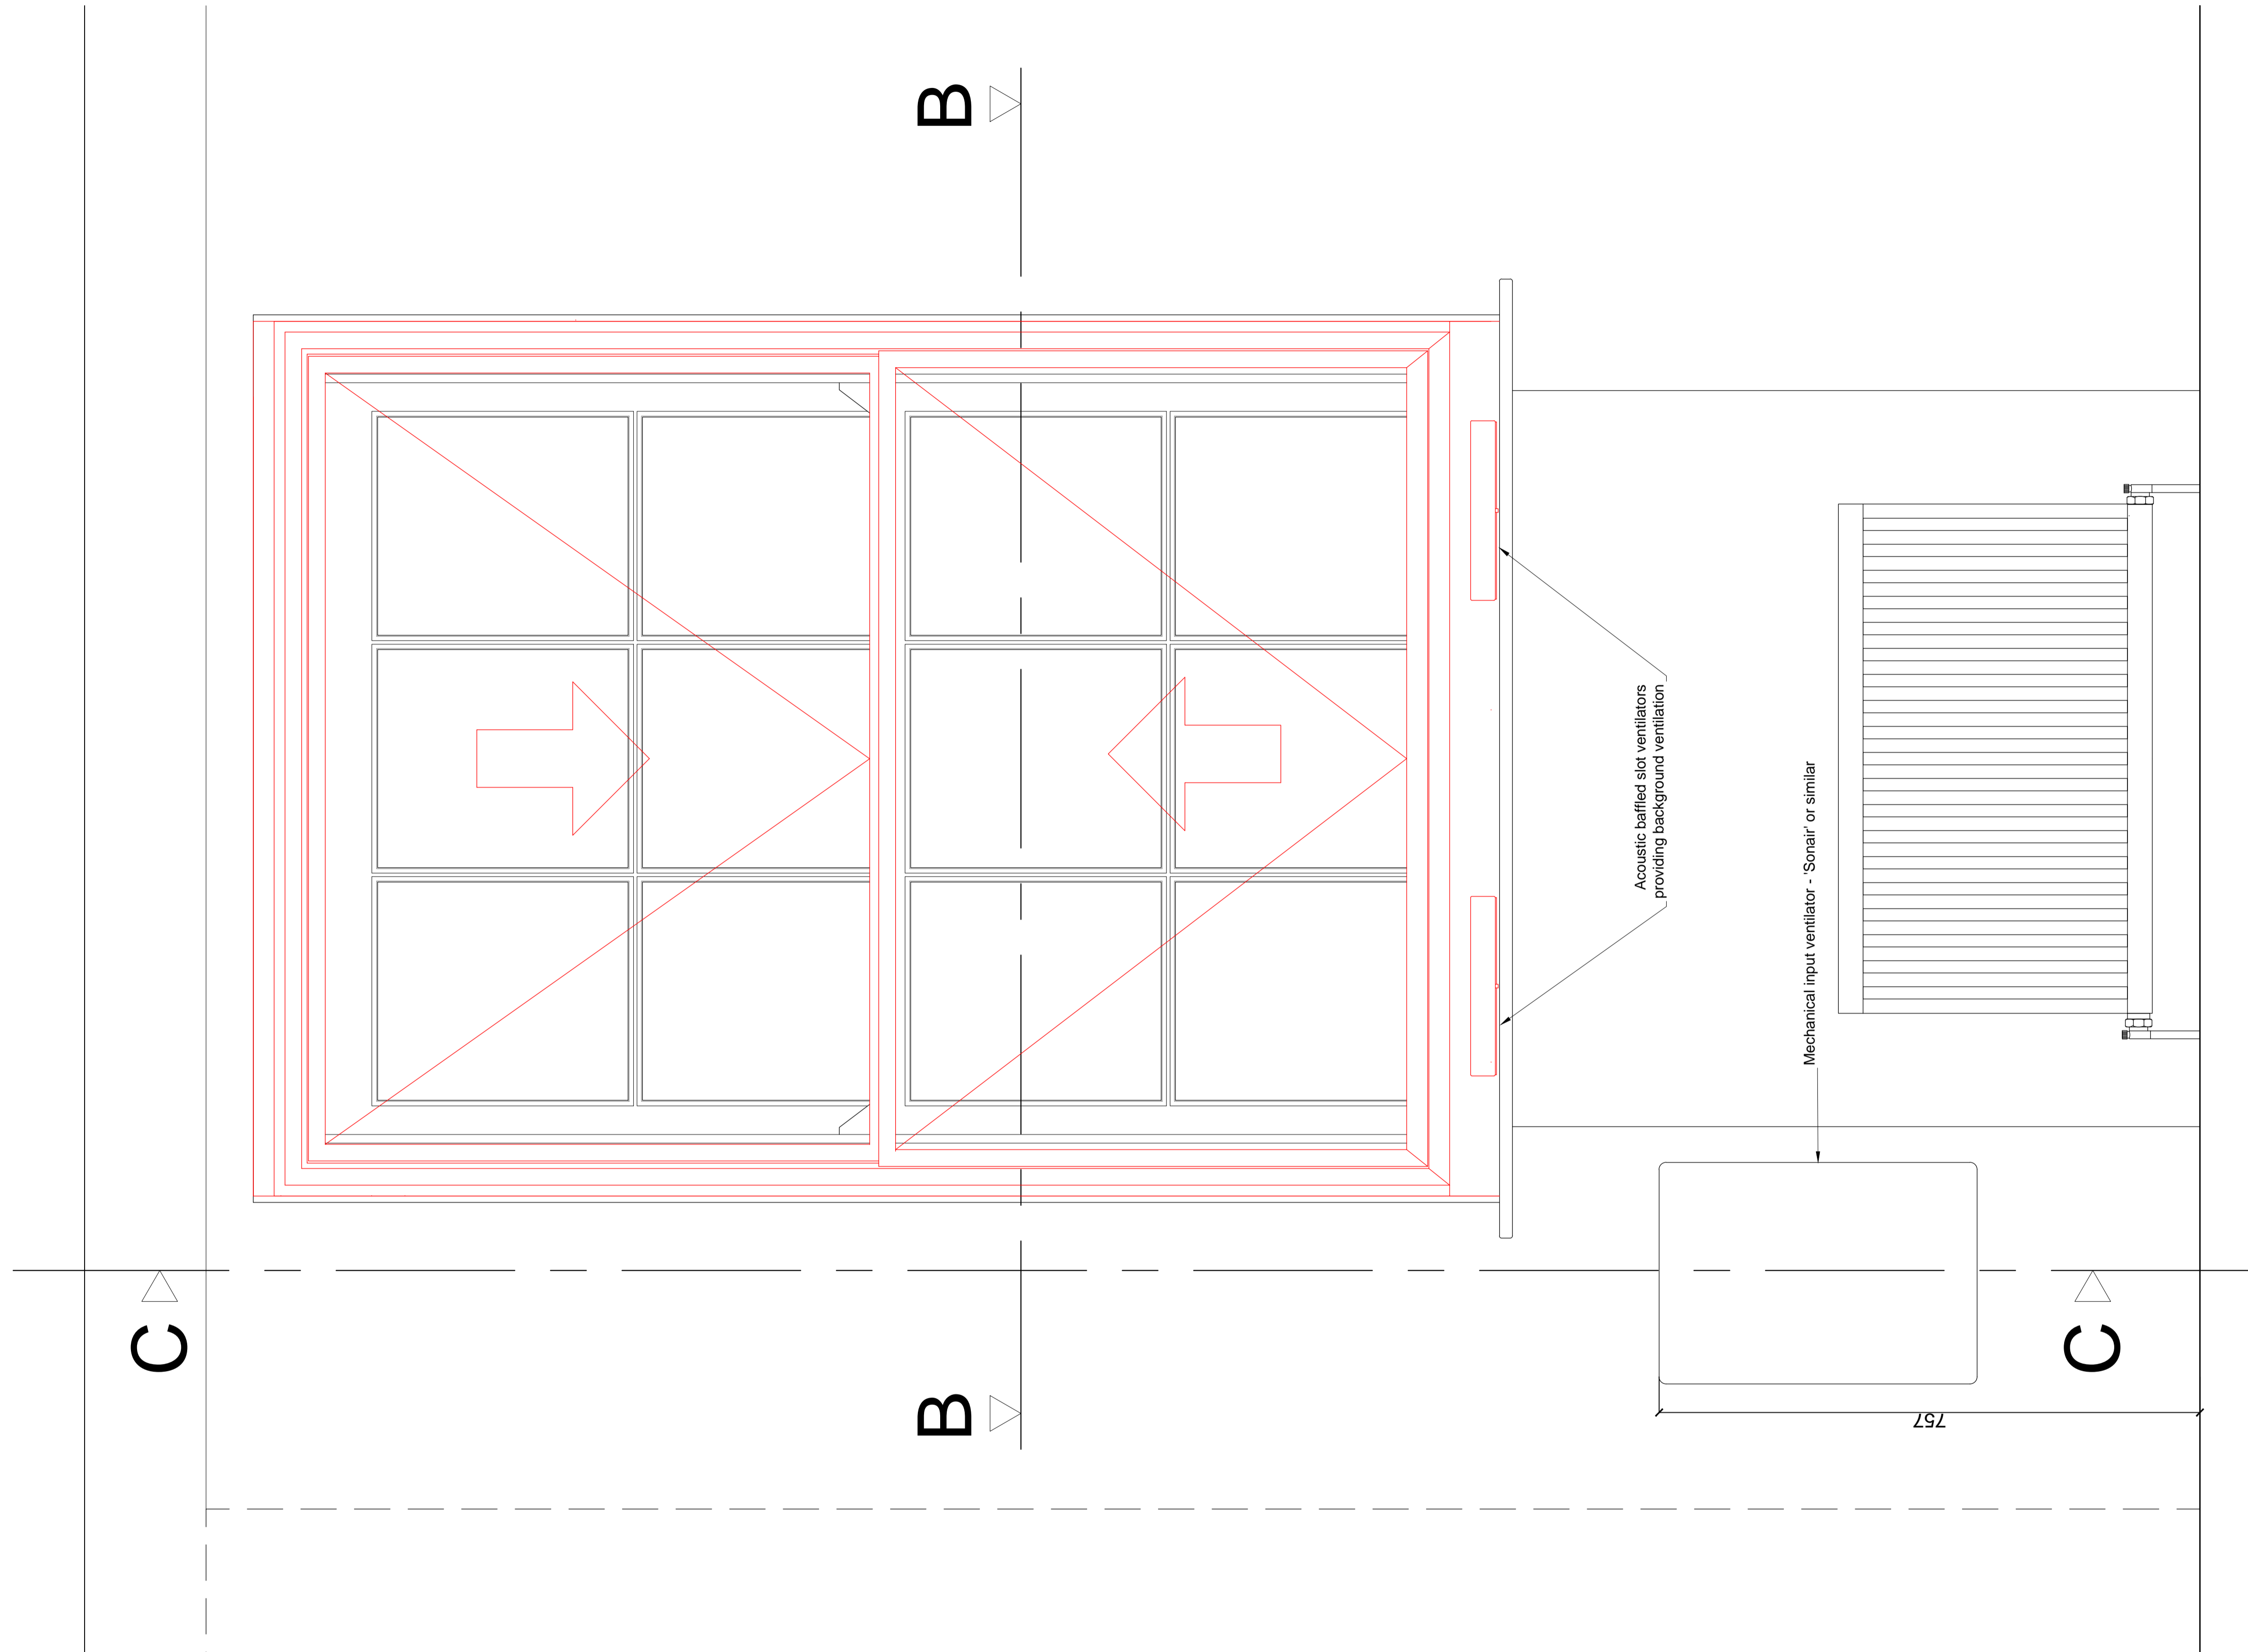 B
Acoustic baffled slot ventilators
providing background ventilation
Mechanical input ventilator - 'Sonair' or similar
C
C
B
757